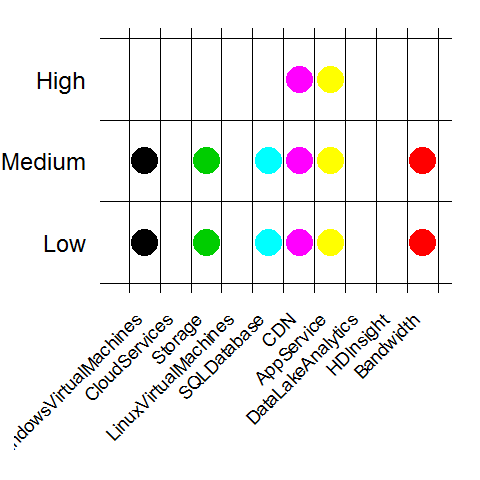 High
Medium
Low
ndowsVirtualMachines
CloudServices
Storage
LinuxVirtualMachines
SQLDatabase
CDN
AppService
DataLakeAnalytics
HDInsight
Bandwidth